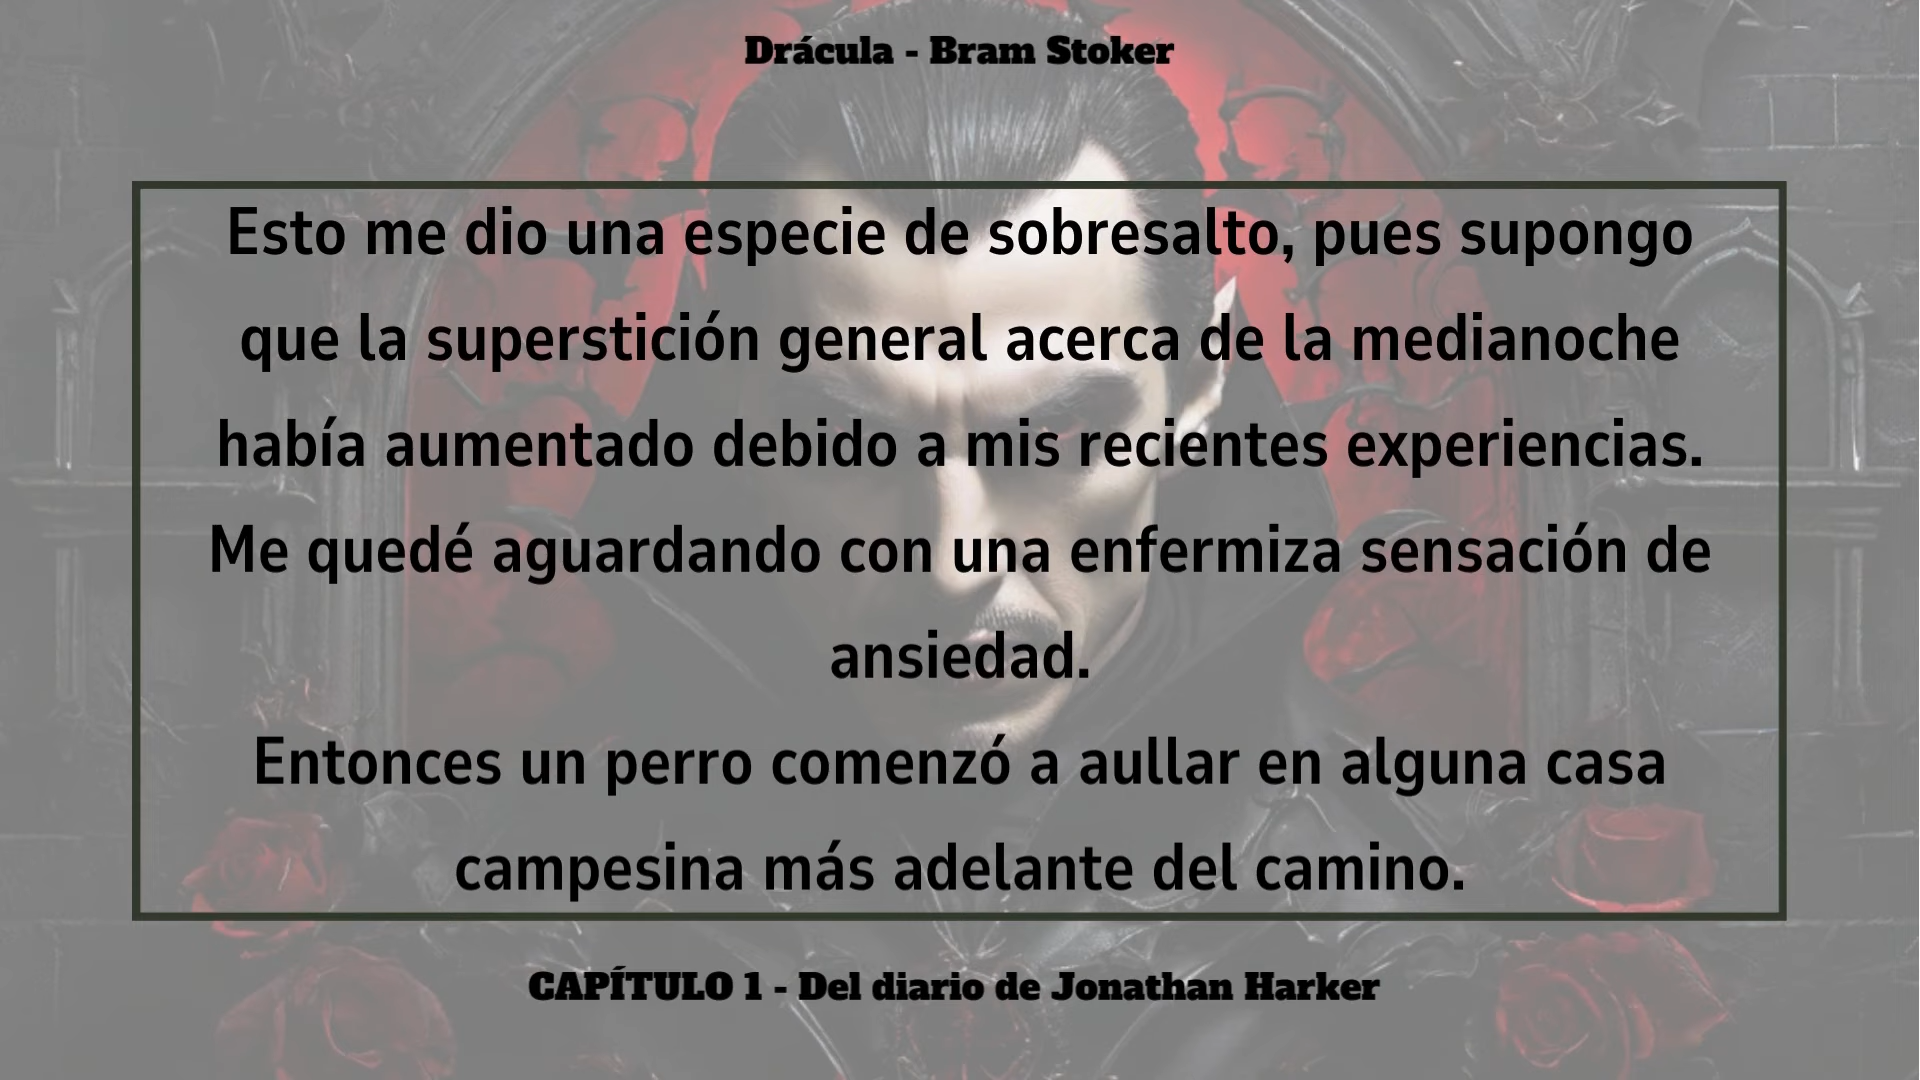 Drácula - Bram Stoker
Esto me dio una especie de sobresalto, pues supongo
que la superstición general acerca de la medianoche
había aumentado debido a mis recientes experiencias.
Me quedé aguardando con una enfermiza sensación de
ansiedad.
Entonces un perro comenzó a aullar en alguna casa
campesina más adelante del camino.
CAPÍTULO 1 - Del diario de Jonathan Harker